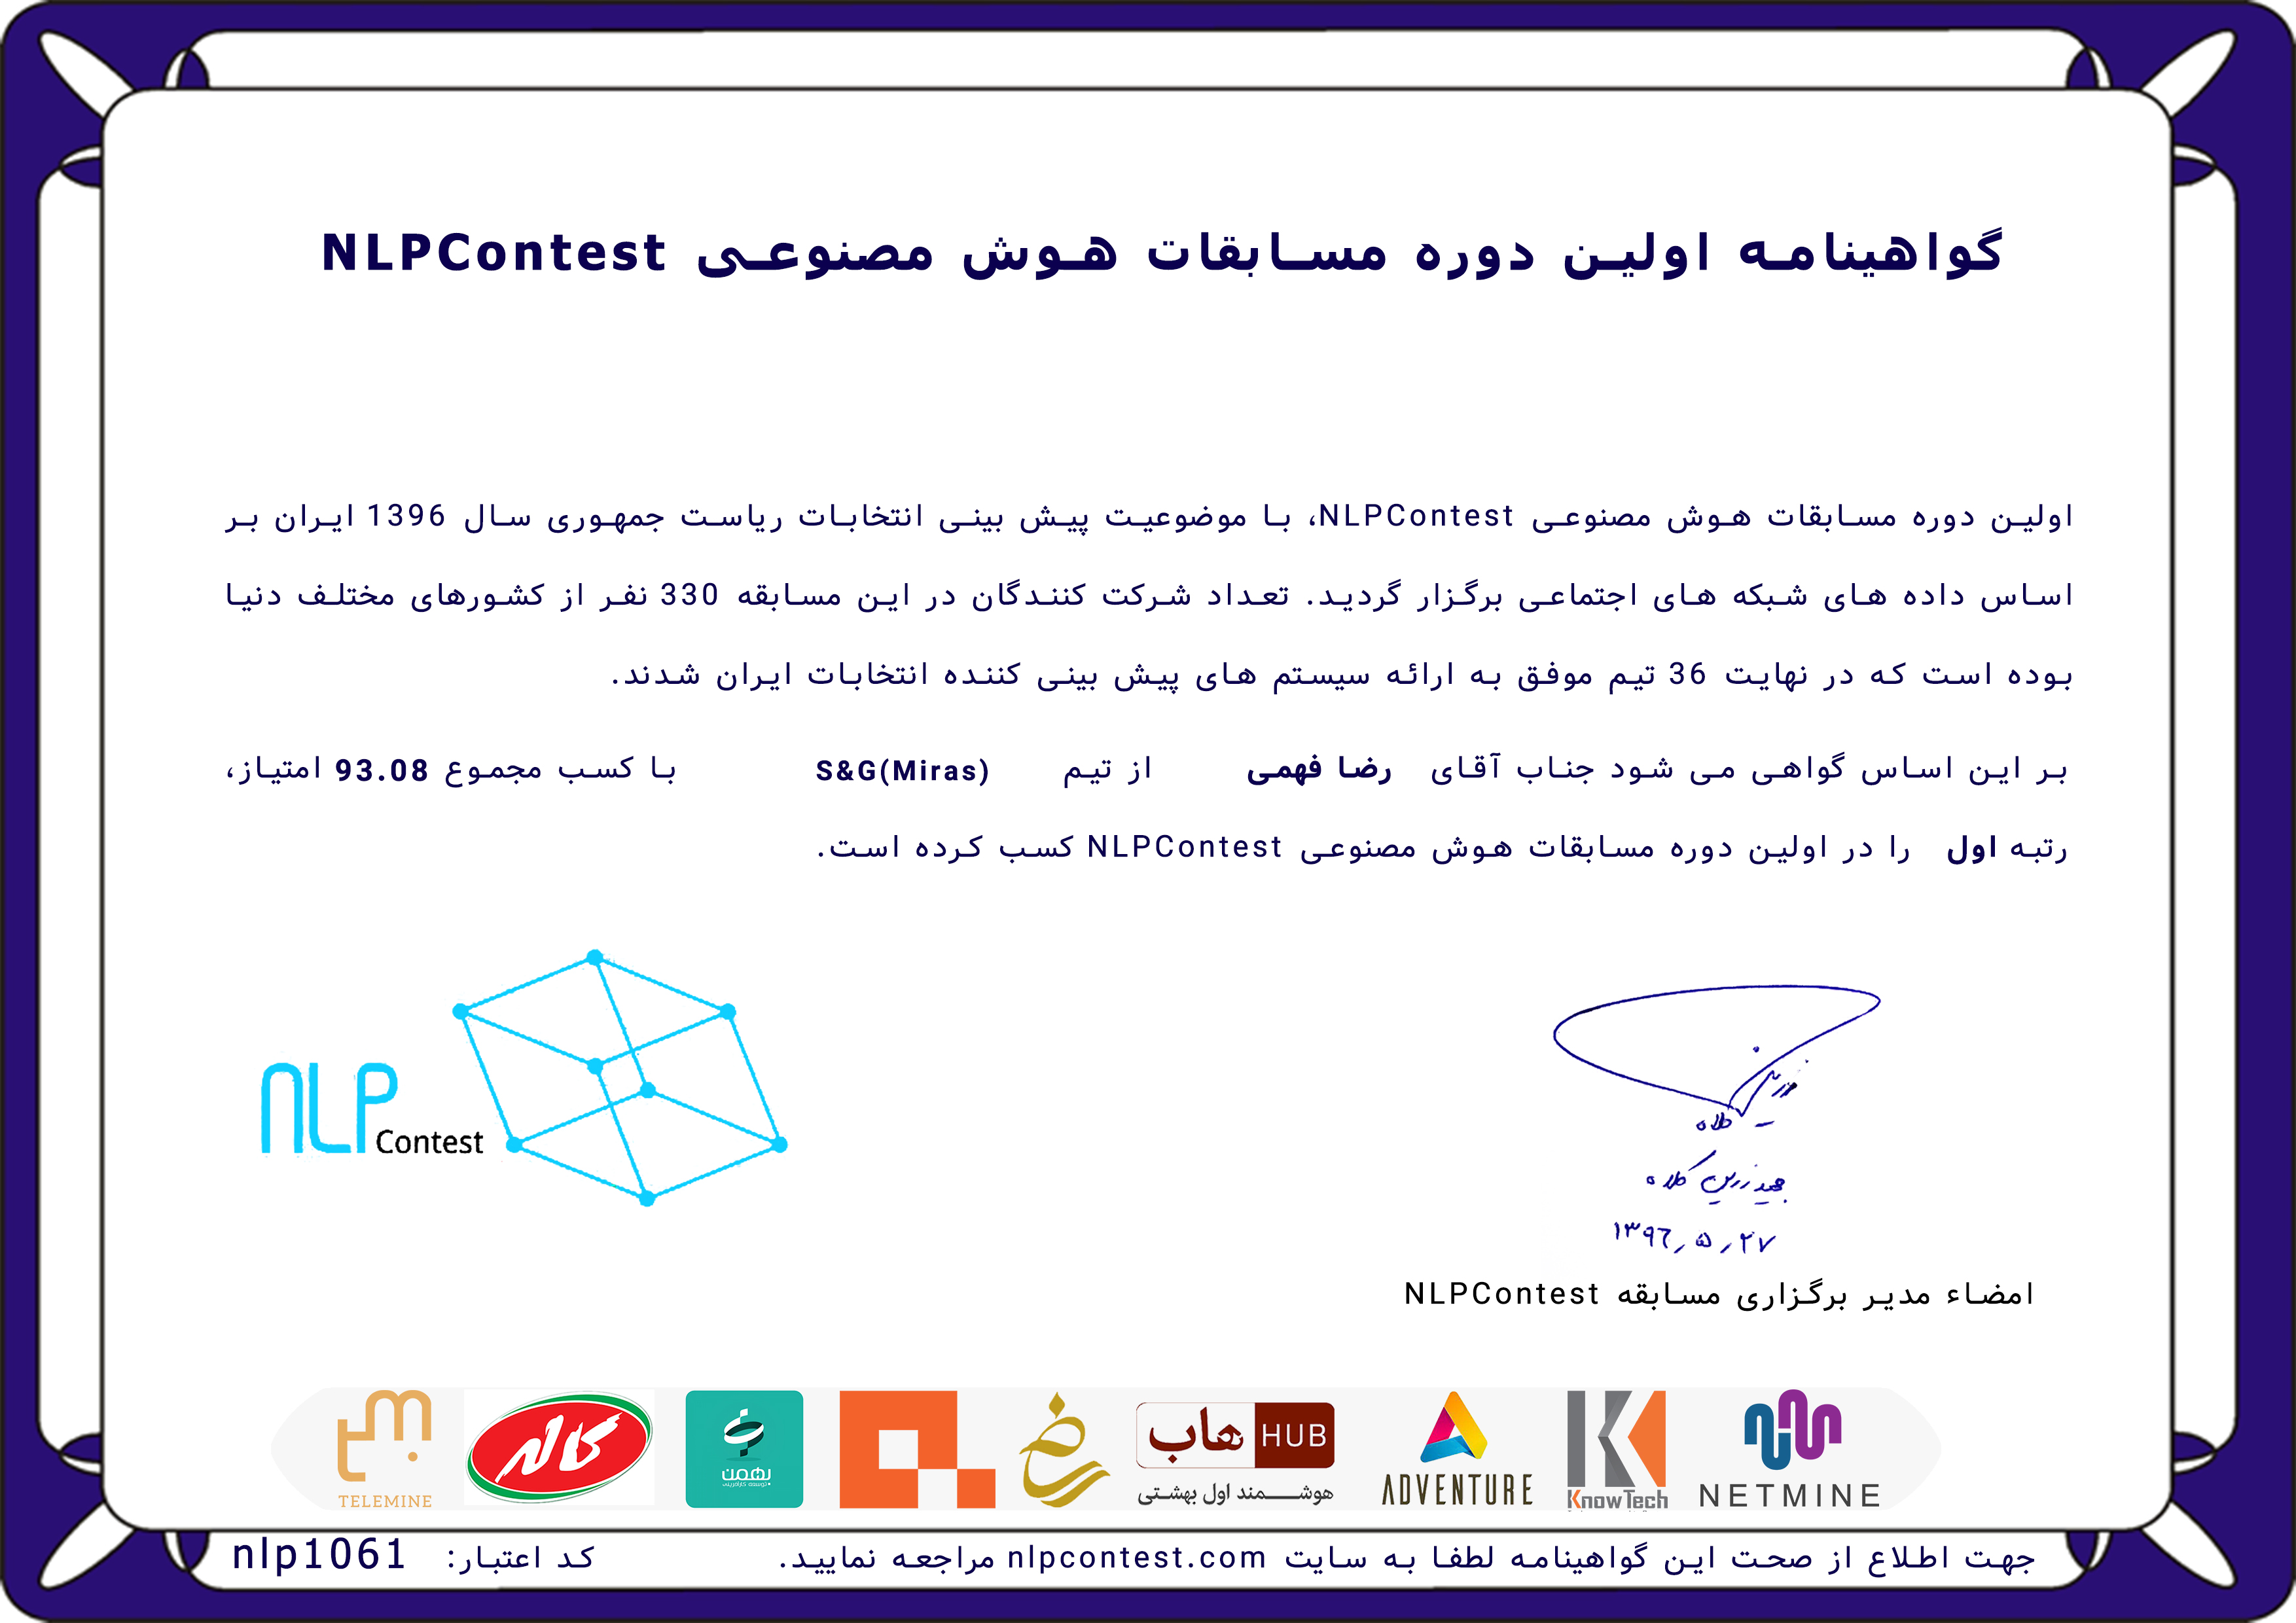 گواهینامه اولین دوره مسابقات هوش مصنوعی NLPContest
اولین دوره مسابقات هوش مصنوعی NLPContest، با موضوعیت پیش بینی انتخابات ریاست جمهوری سال 1396 ایران بر
اساس داده های شبکه های اجتماعی برگزار گردید. تعداد شرکت کنندگان در این مسابقه 330 نفر از کشورهای مختلف دنیا
بوده است که در نهایت 36 تیم موفق به ارائه سیستم های پیش بینی کننده انتخابات ایران شدند.
بر این اساس گواهی می شود جناب آقای رضا فهمی از تیم S&G(Miras) با کسب مجموع 93.08 امتیاز،
رتبه اول را در اولین دوره مسابقات هوش مصنوعی NLPContest کسب کرده است.
زرین کلاه
زرین کلاه
۱۳۹۶/۵/۲۷
امضاء مدیر برگزاری مسابقه NLPContest
NLP Contest
NETMINE
KnowTech
ADVENTURE
هاب HUB
هوشمند اول بهشتی
بهمن
توسعه کارآفرینی
کاله
TELEMINE
جهت اطلاع از صحت این گواهینامه لطفا به سایت nlpcontest.com مراجعه نمایید. کد اعتبار: nlp1061